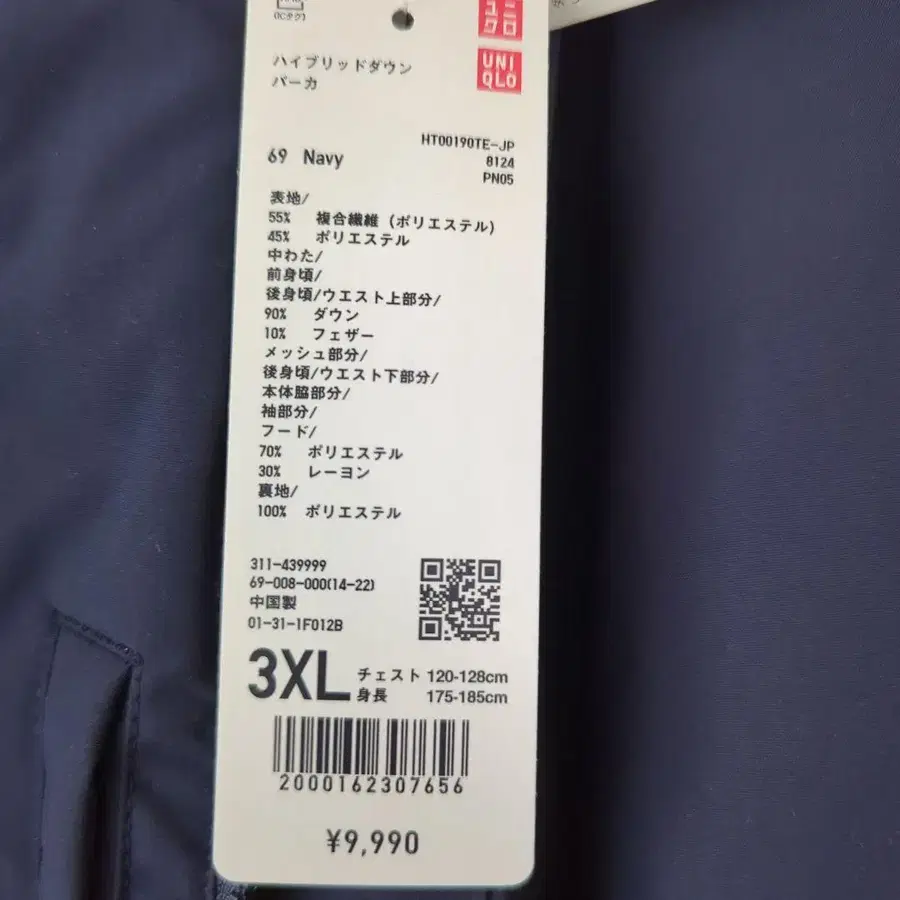 (ICタグ)
ユニ
クロ
UNI
QLO
ハイブリッドダウン
パーカ
HT00190TE-JP
69 Navy
8124
PN05
表地/
55% 複合繊維 (ポリエステル)
45% ポリエステル
中わた/
前身頃/
後身頃/ウエスト上部分/
90% ダウン
10% フェザー
メッシュ部分/
後身頃/ウエスト下部分/
本体脇部分/
袖部分/
フード/
70% ポリエステル
30% レーヨン
裏地/
100% ポリエステル
311-439999
69-008-000(14-22)
中国製
01-31-1F012B
3XL チェスト 120-128cm
身長 175-185cm
2000162307656
¥9,990